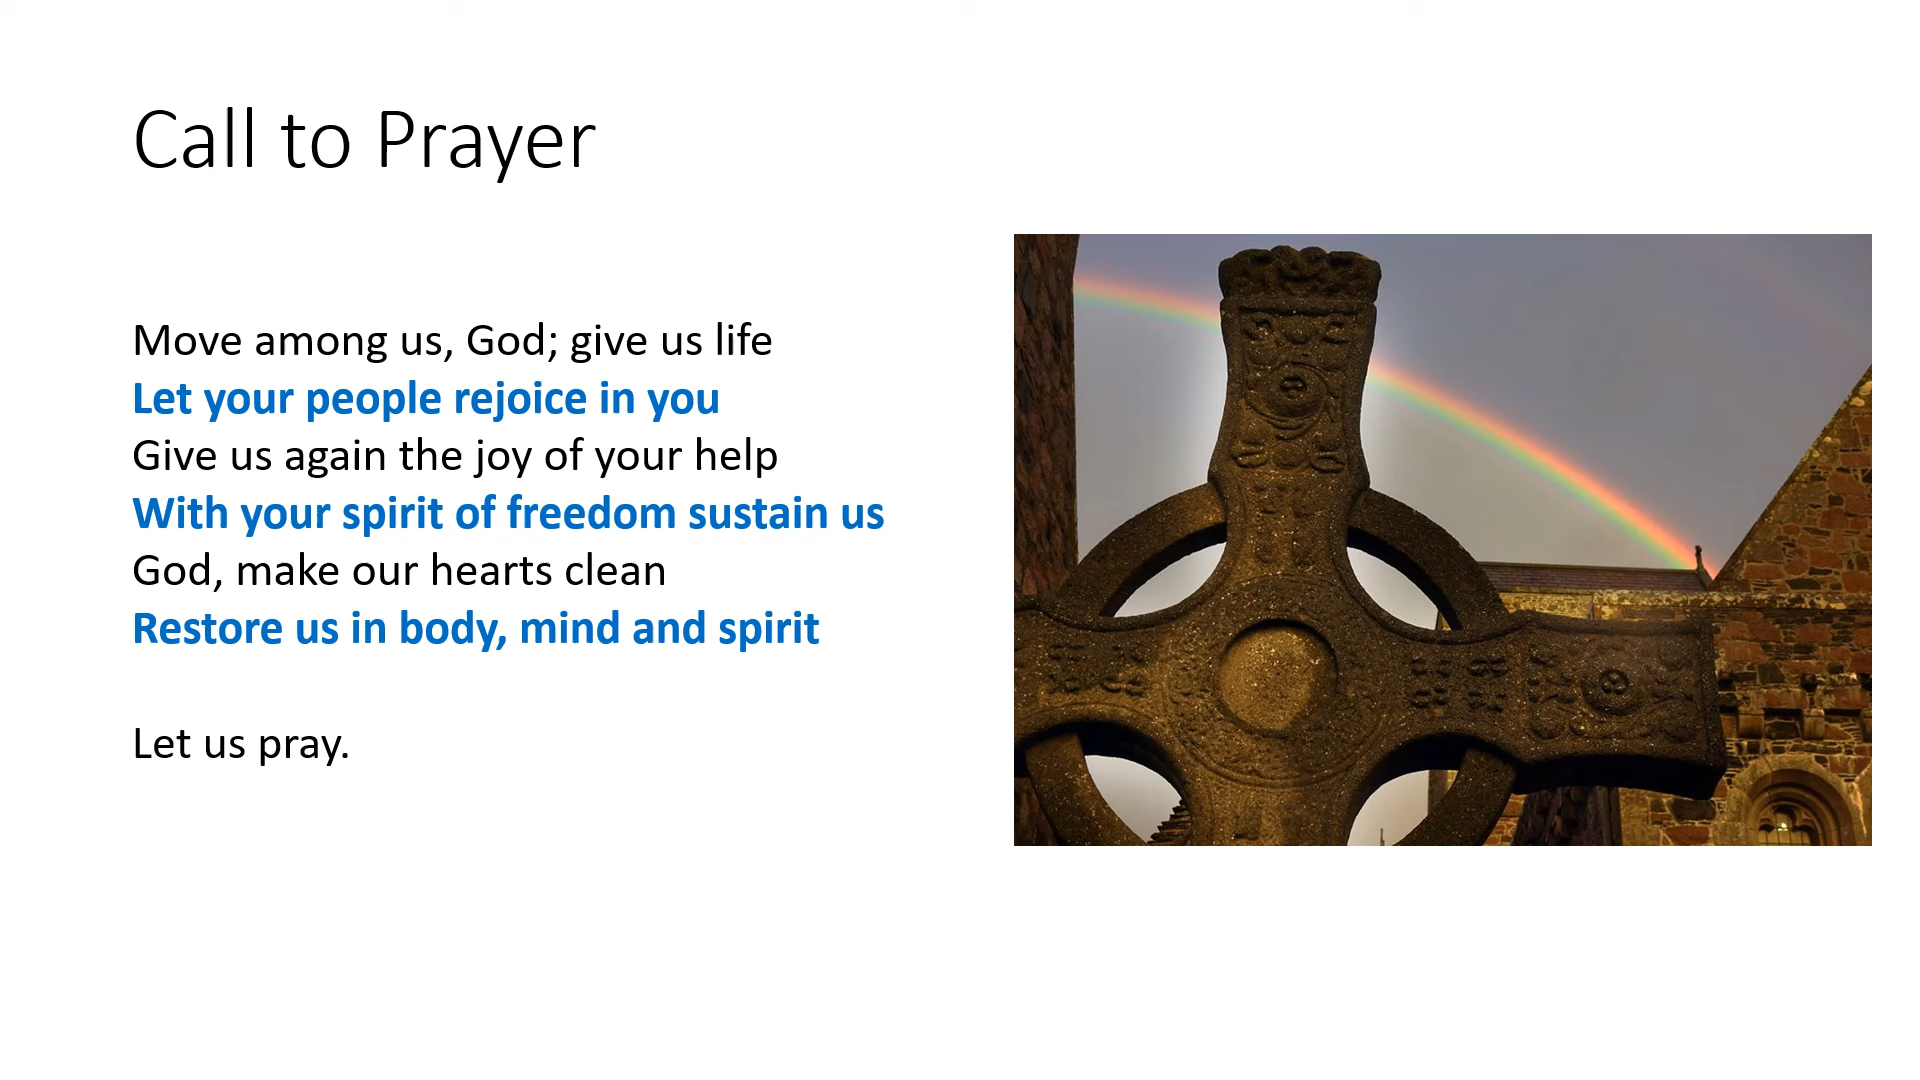 Call to Prayer
Move among us, God; give us life
Let your people rejoice in you
Give us again the joy of your help
With your spirit of freedom sustain us
God, make our hearts clean
Restore us in body, mind and spirit
Let us pray.